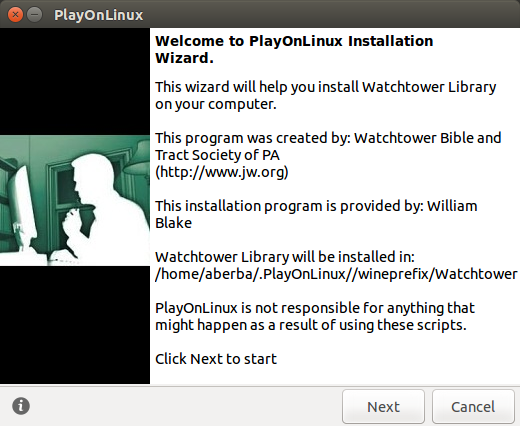 PlayOnLinux
Welcome to PlayOnLinux Installation
Wizard.
This wizard will help you install Watchtower Library
on your computer.
This program was created by: Watchtower Bible and
Tract Society of PA
(http://www.jw.org)
This installation program is provided by: William
Blake
Watchtower Library will be installed in:
/home/aberba/.PlayOnLinux//wineprefix/Watchtower
PlayOnLinux is not responsible for anything that
might happen as a result of using these scripts.
Click Next to start
Next
Cancel